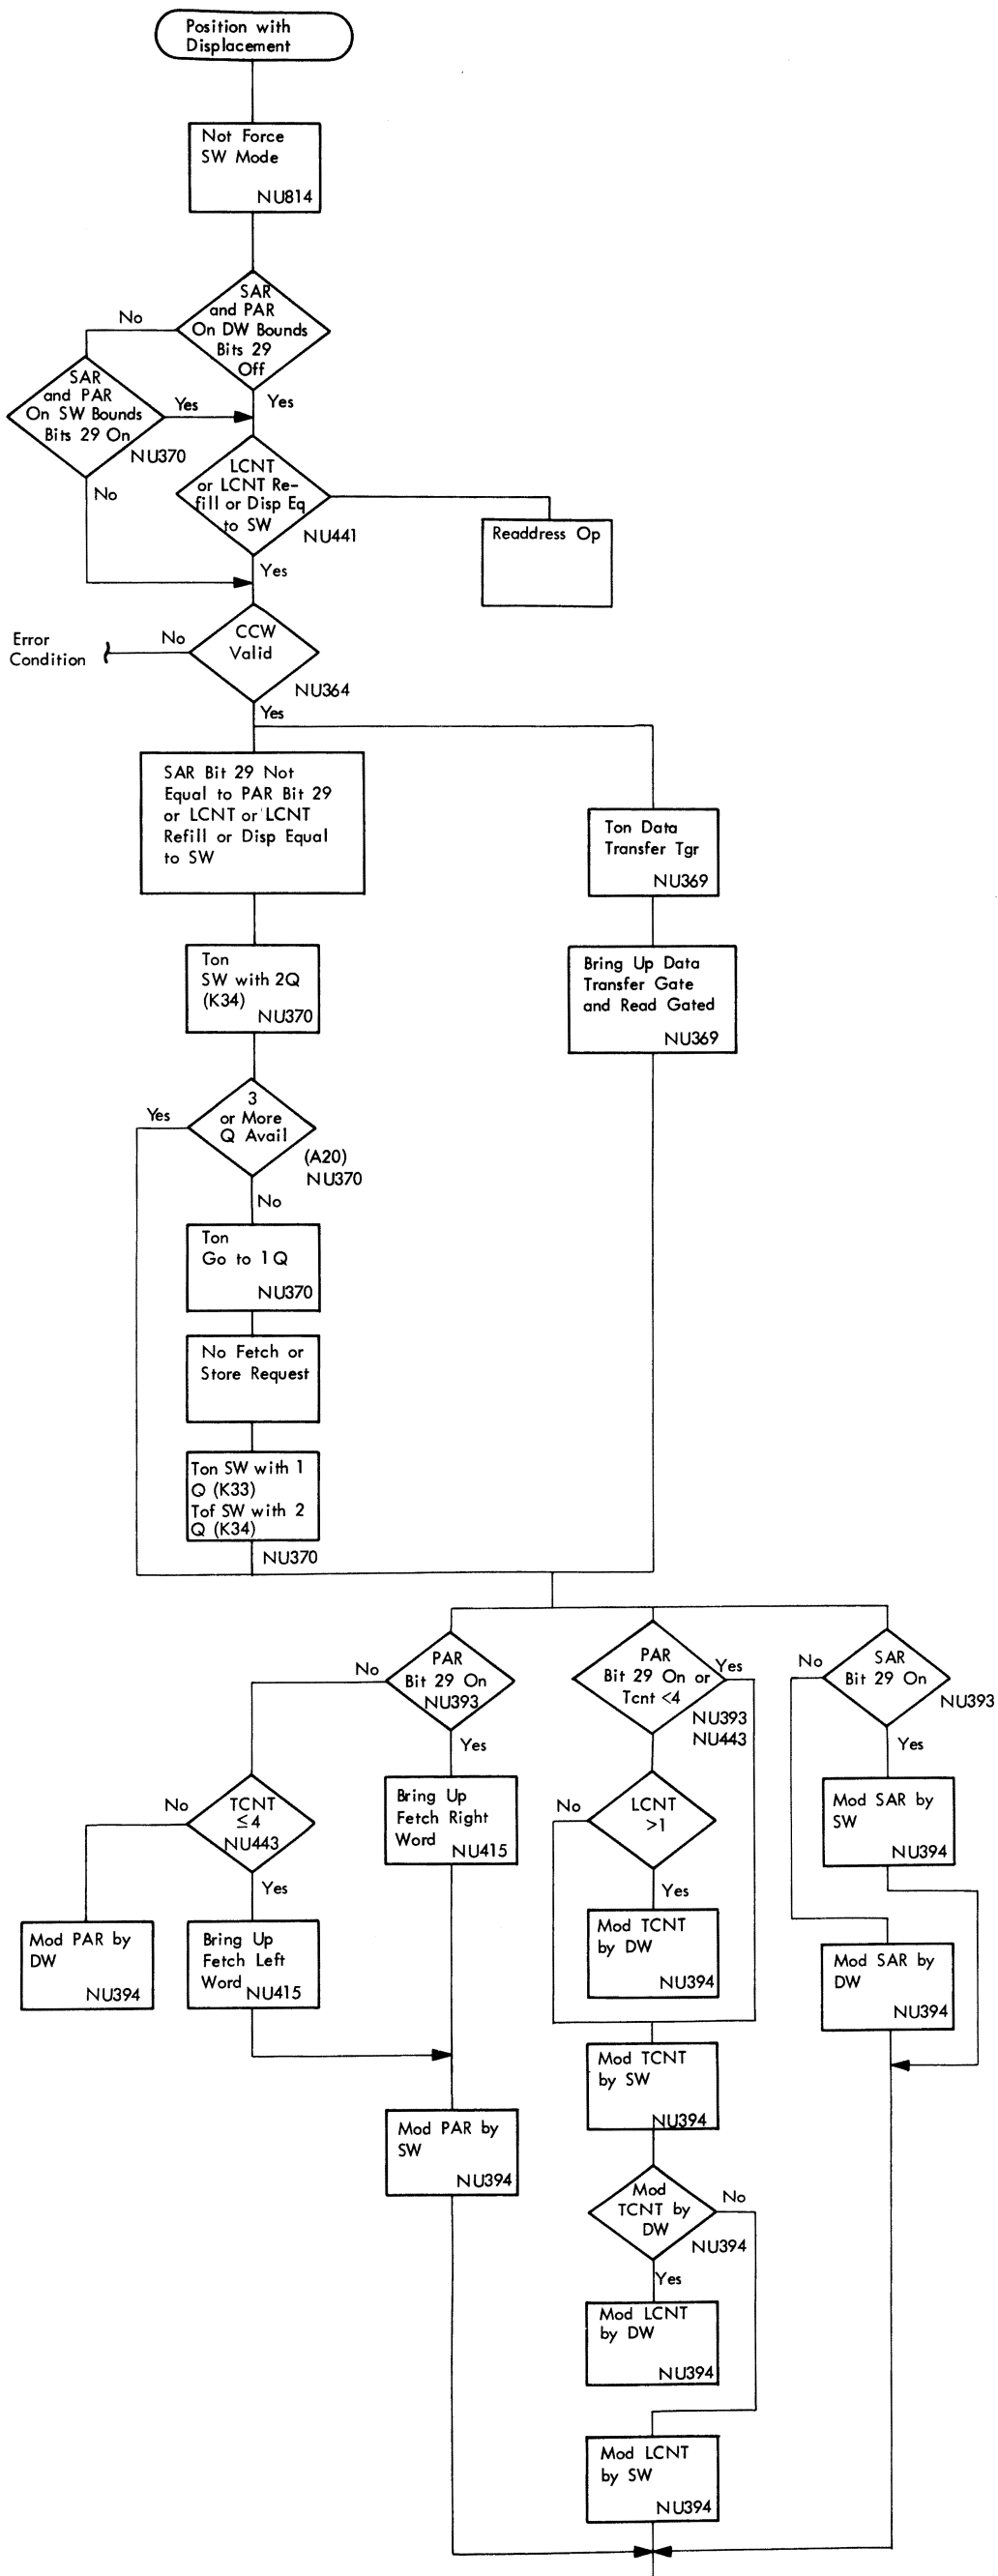 Position with
Displacement
Not Force
SW Mode
NU814
SAR
and PAR
On DW Bounds
Bits 29
Off
No
Yes
SAR
and PAR
On SW Bounds
Bits 29 On
NU370
Yes
No
LCNT
or LCNT Re-
fill or Disp Eq
to SW
NU441
Yes
Readdress Op
CCW
Valid
NU364
No
Error
Condition
Yes
SAR Bit 29 Not
Equal to PAR Bit 29
or LCNT or LCNT
Refill or Disp Equal
to SW
Ton Data
Transfer Tgr
NU369
Ton
SW with 2Q
(K34)
NU370
Bring Up Data
Transfer Gate
and Read Gated
NU369
3
or More
Q Avail
(A20)
NU370
Yes
No
Ton
Go to 1 Q
NU370
No Fetch or
Store Request
Ton SW with 1
Q (K33)
Tof SW with 2
Q (K34)
NU370
PAR
Bit 29 On
NU393
No
Yes
PAR
Bit 29 On or
Tcnt <4
NU393
NU443
Yes
SAR
Bit 29 On
NU393
No
Yes
TCNT
≤4
NU443
No
Yes
Bring Up
Fetch Right
Word
NU415
LCNT
>1
No
Yes
Mod SAR by
SW
NU394
Mod PAR by
DW
NU394
Bring Up
Fetch Left
Word
NU415
Mod TCNT
by DW
NU394
Mod SAR by
DW
NU394
Mod TCNT
by SW
NU394
Mod PAR by
SW
NU394
Mod
TCNT by
DW
NU394
No
Yes
Mod LCNT
by DW
NU394
Mod LCNT
by SW
NU394